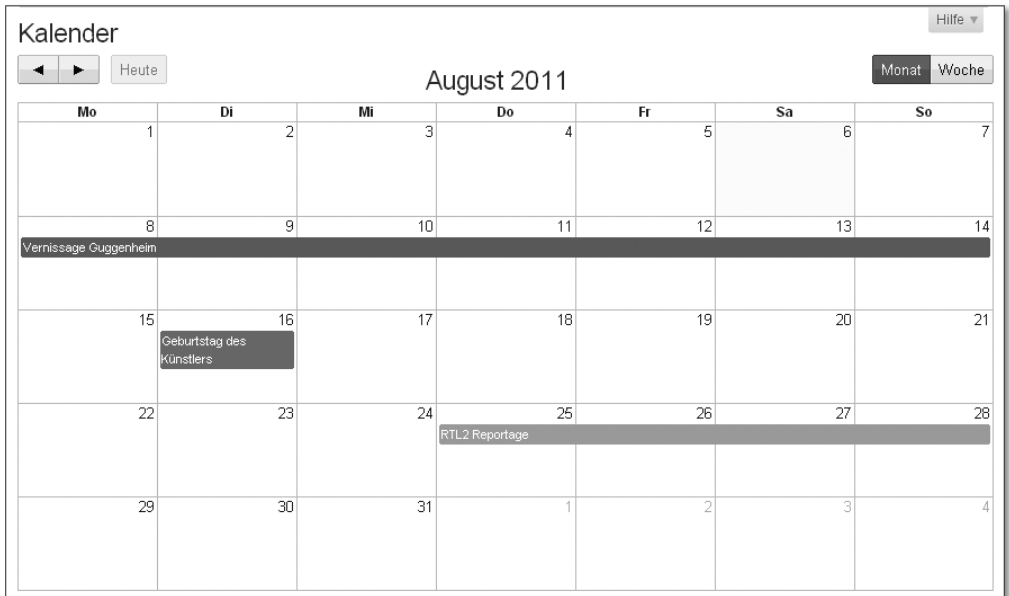 Hilfe ▼
Kalender
◄ ► Heute
August 2011
Monat Woche
Mo Di Mi Do Fr Sa So
1 2 3 4 5 6 7
8 9 10 11 12 13 14
Vernissage Guggenheim
15 16 17 18 19 20 21
Geburtstag des
Künstlers
22 23 24 25 26 27 28
RTL2 Reportage
29 30 31 1 2 3 4